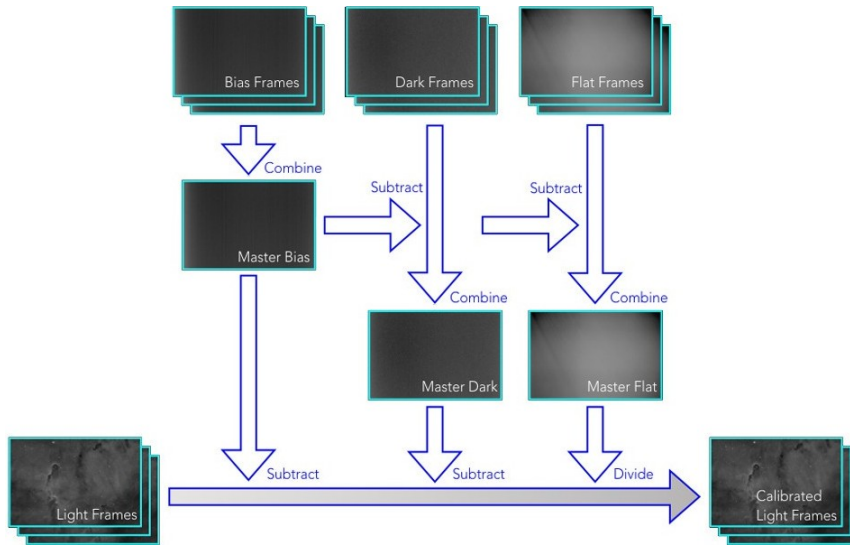 Bias Frames
Dark Frames
Flat Frames
Combine
Subtract
Subtract
Master Bias
Combine
Combine
Master Dark
Master Flat
Subtract
Subtract
Divide
Light Frames
Calibrated
Light Frames